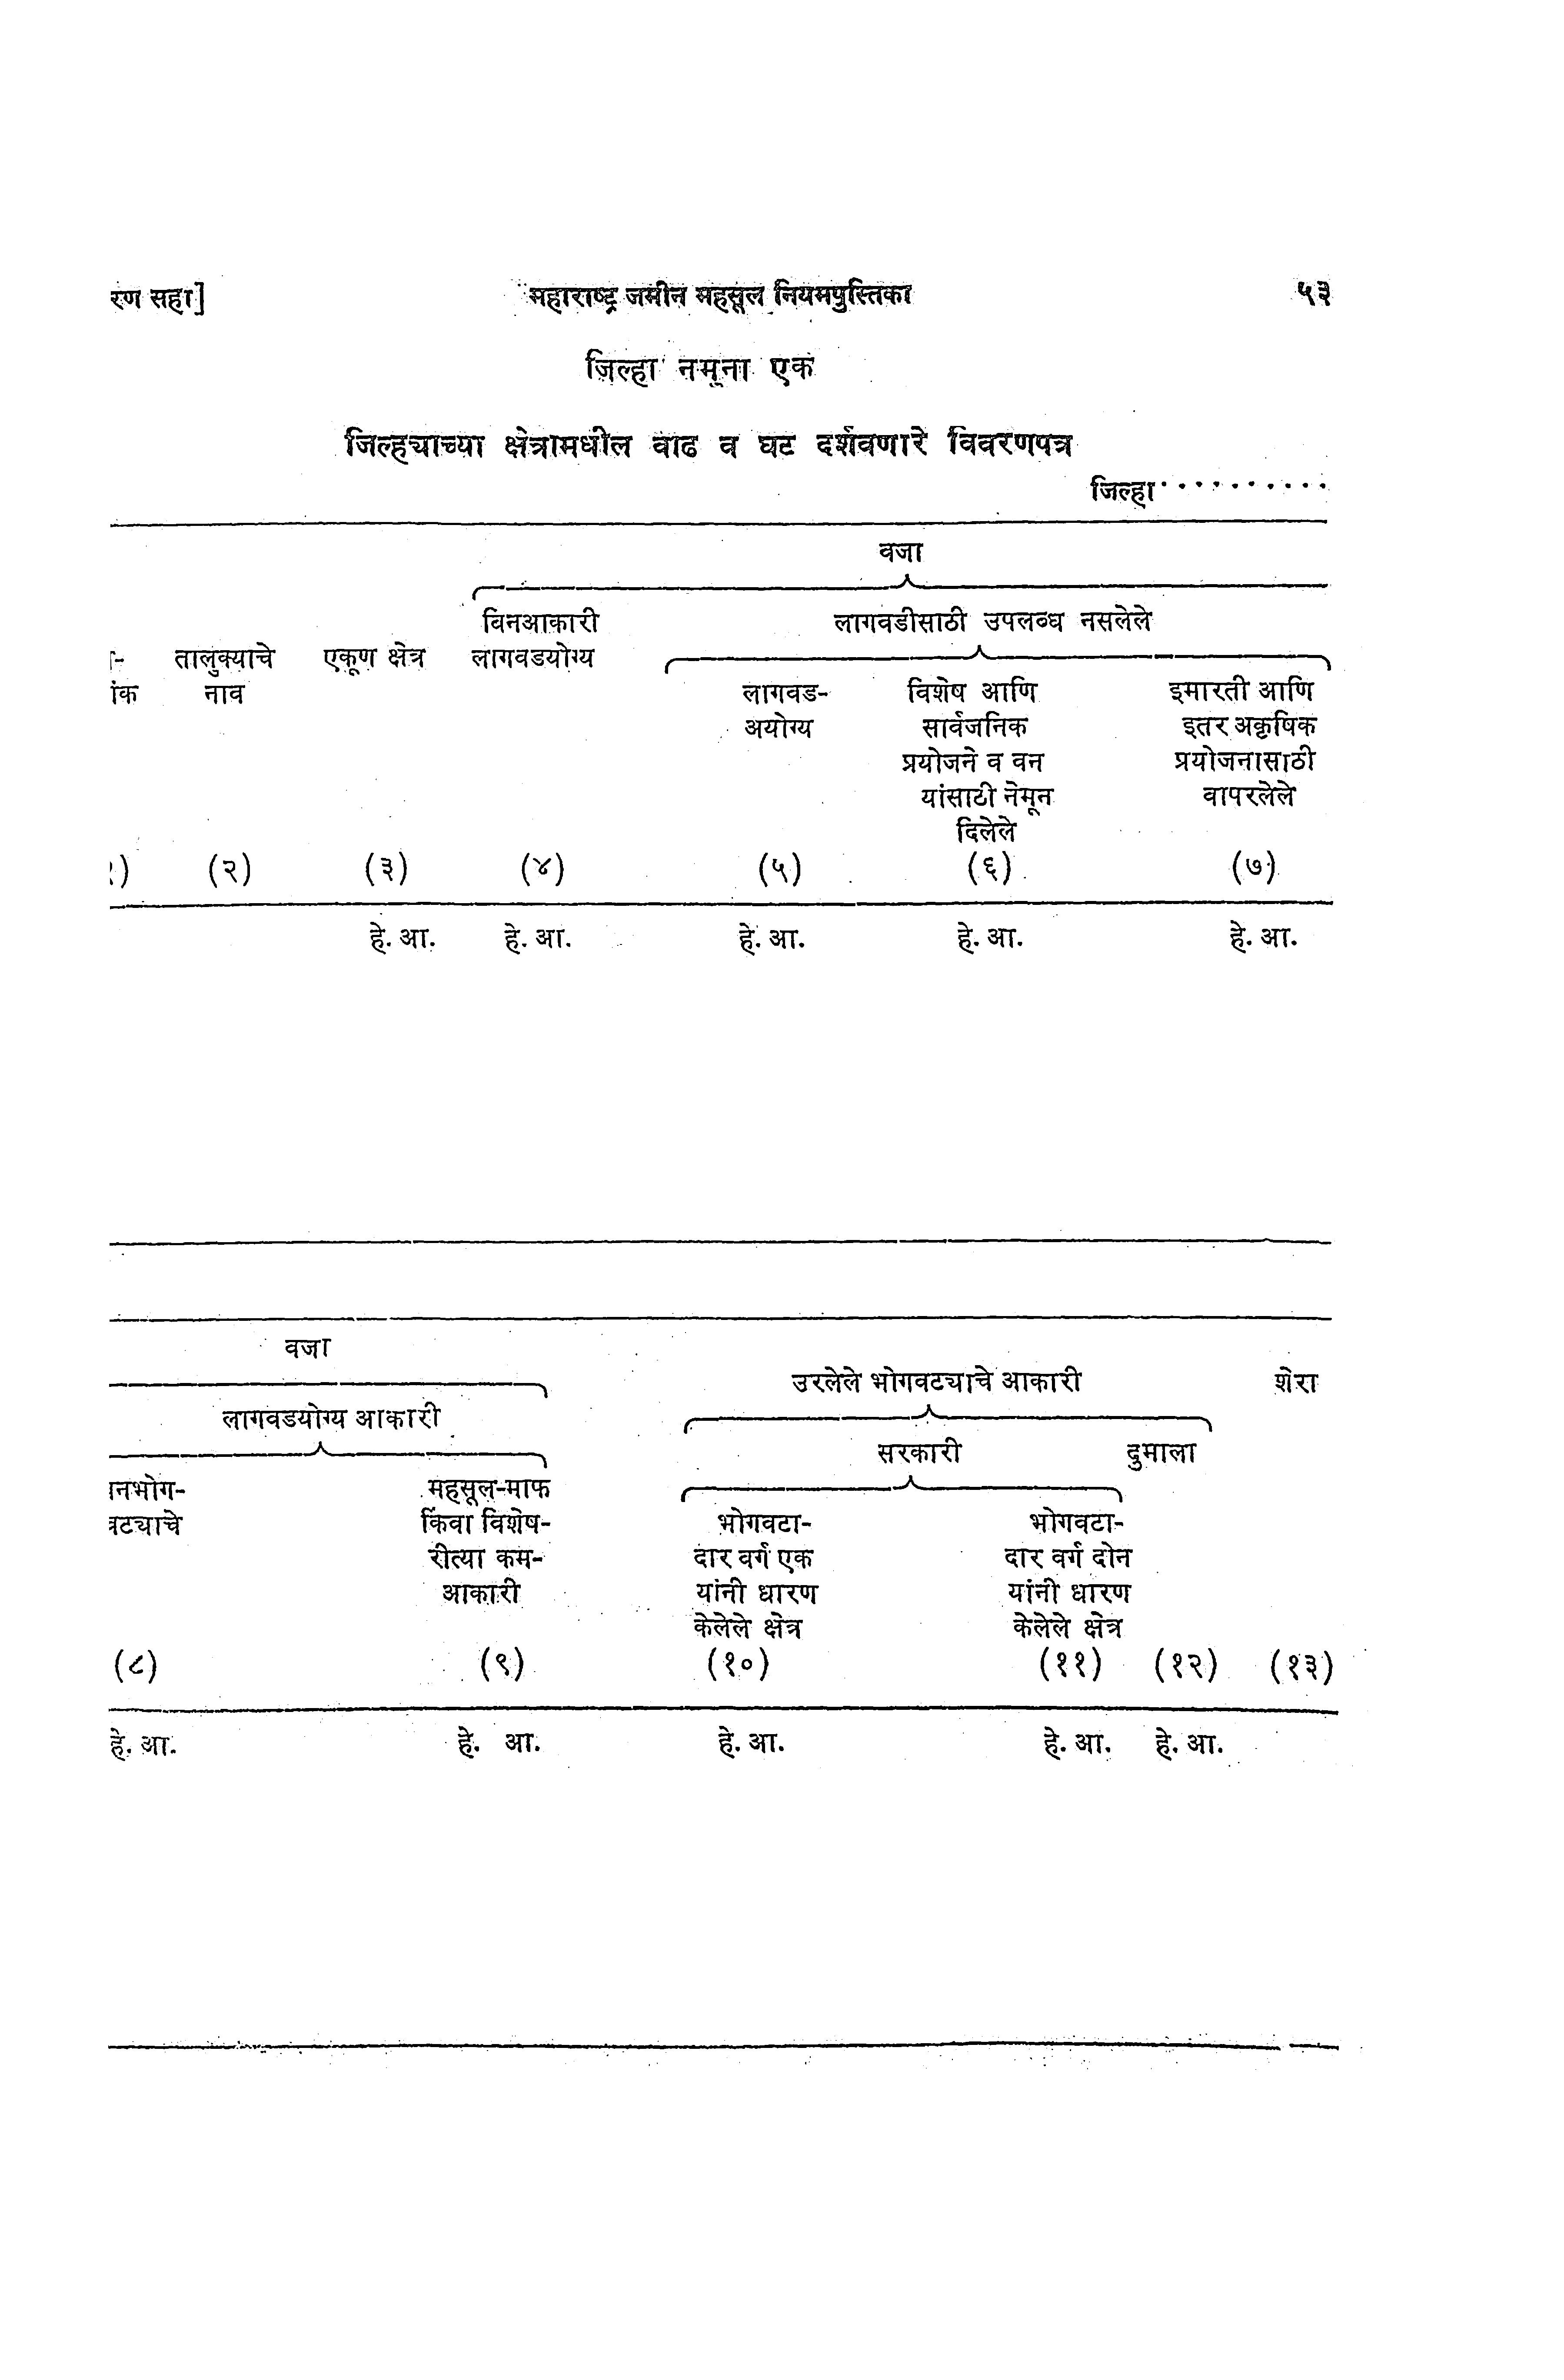 रण सहा] महाराष्ट्र जमीन महसूल नियमपुस्तिका ५३
जिल्हा नमूना एक
जिल्ह्याच्या क्षेत्रामधील वाढ व घट दर्शवणारे विवरणपत्र
जिल्हा..........
वजा
विनआकारी लागवडीसाठी उपलब्ध नसलेले
तालुक्याचे एकूण क्षेत्र लागवडयोग्य
ांक नाव लागवड- विशेष आणि इमारती आणि
अयोग्य सार्वजनिक इतर अकृषिक
प्रयोजने व वन प्रयोजनासाठी
यांसाठी नेमून वापरलेले
दिलेले
(२) (३) (४) (५) (६) (७)
हे. आ. हे. आ. हे. आ. हे. आ. हे. आ.
वजा
उरलेले भोगवट्याचे आकारी शेरा
लागवडयोग्य आकारी
सरकारी दुमाला
नभोग- महसूल-माफ
वट्याचे किंवा विशेष- भोगवटा- भोगवटा-
रीत्या कम- दार वर्ग एक दार वर्ग दोन
आकारी यांनी धारण यांनी धारण
केलेले क्षेत्र केलेले क्षेत्र
(८) (९) (१०) (११) (१२) (१३)
हे. आ. हे. आ. हे. आ. हे. आ. हे. आ.